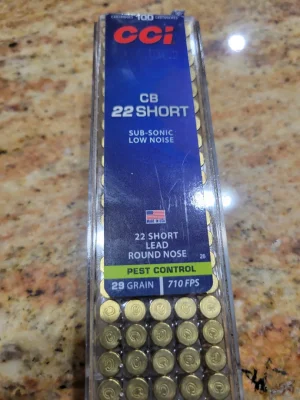 100
CCi
CB
22 SHORT
SUB-SONIC
LOW NOISE
22 SHORT
LEAD
ROUND NOSE
26
PEST CONTROL
29 GRAIN | 710 FPS